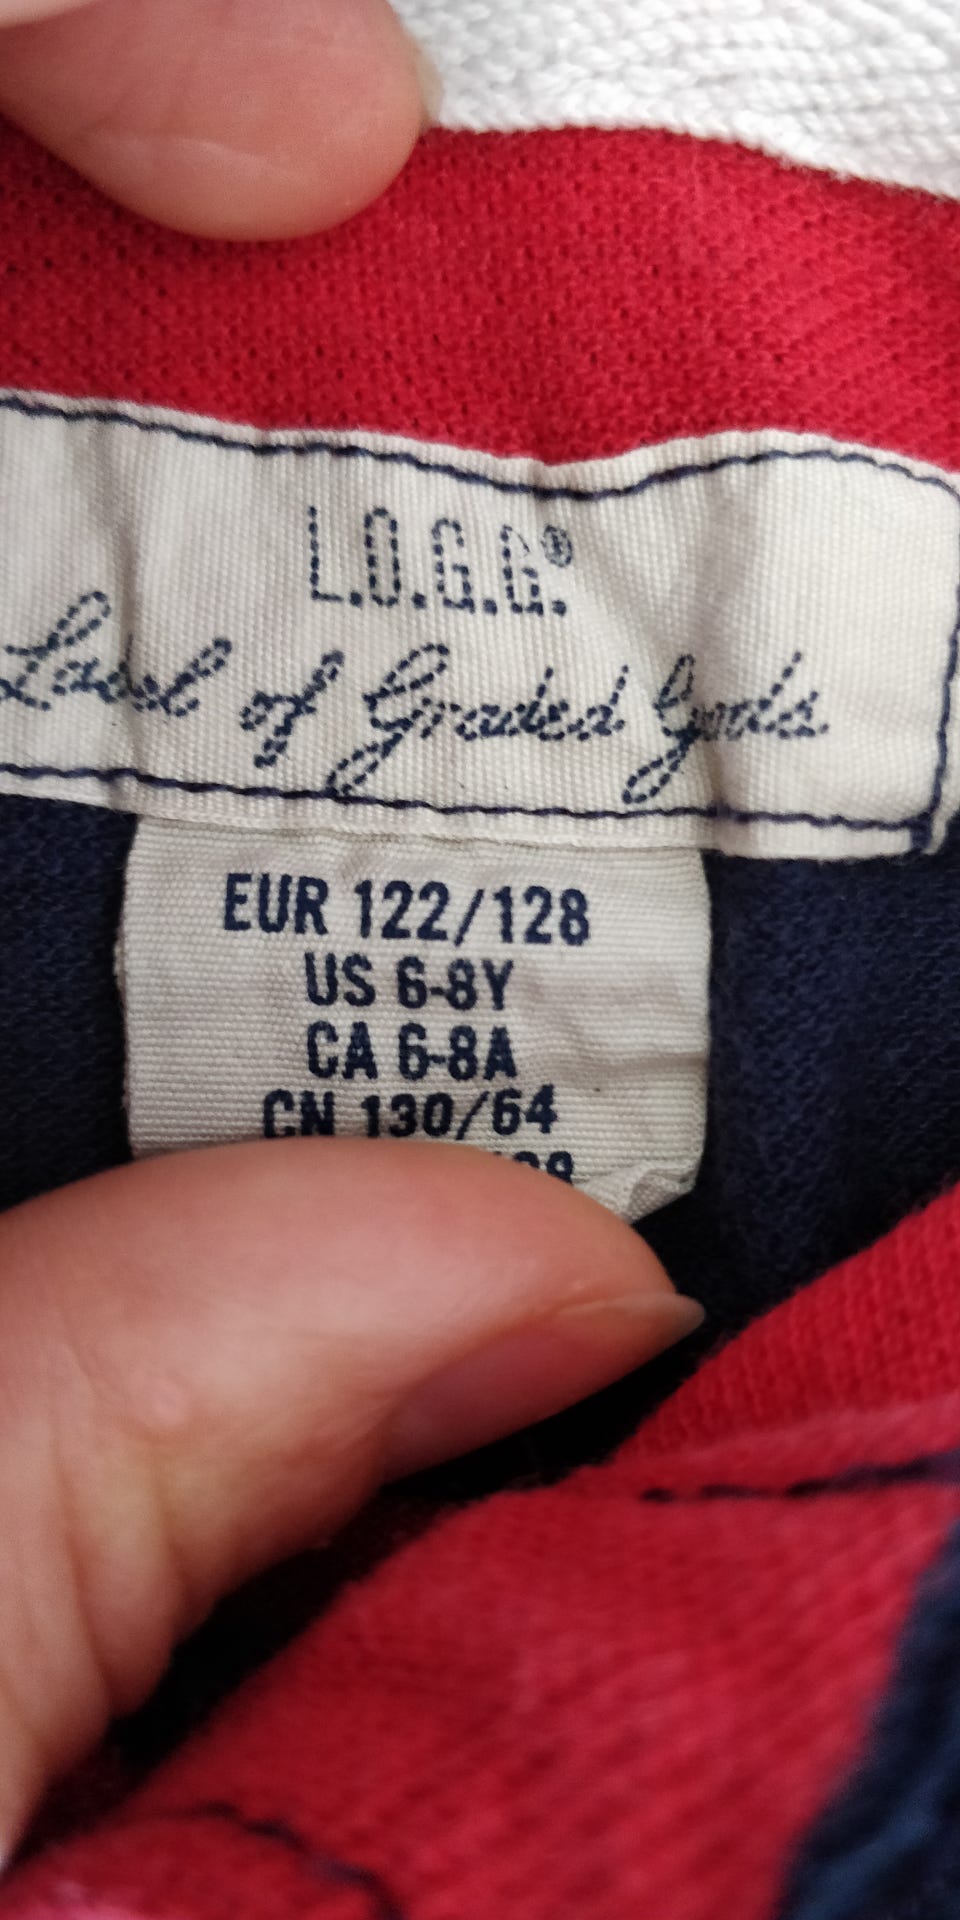 L.O.G.G.®
Label of Graded Goods
EUR 122/128
US 6-8Y
CA 6-8A
CN 130/64